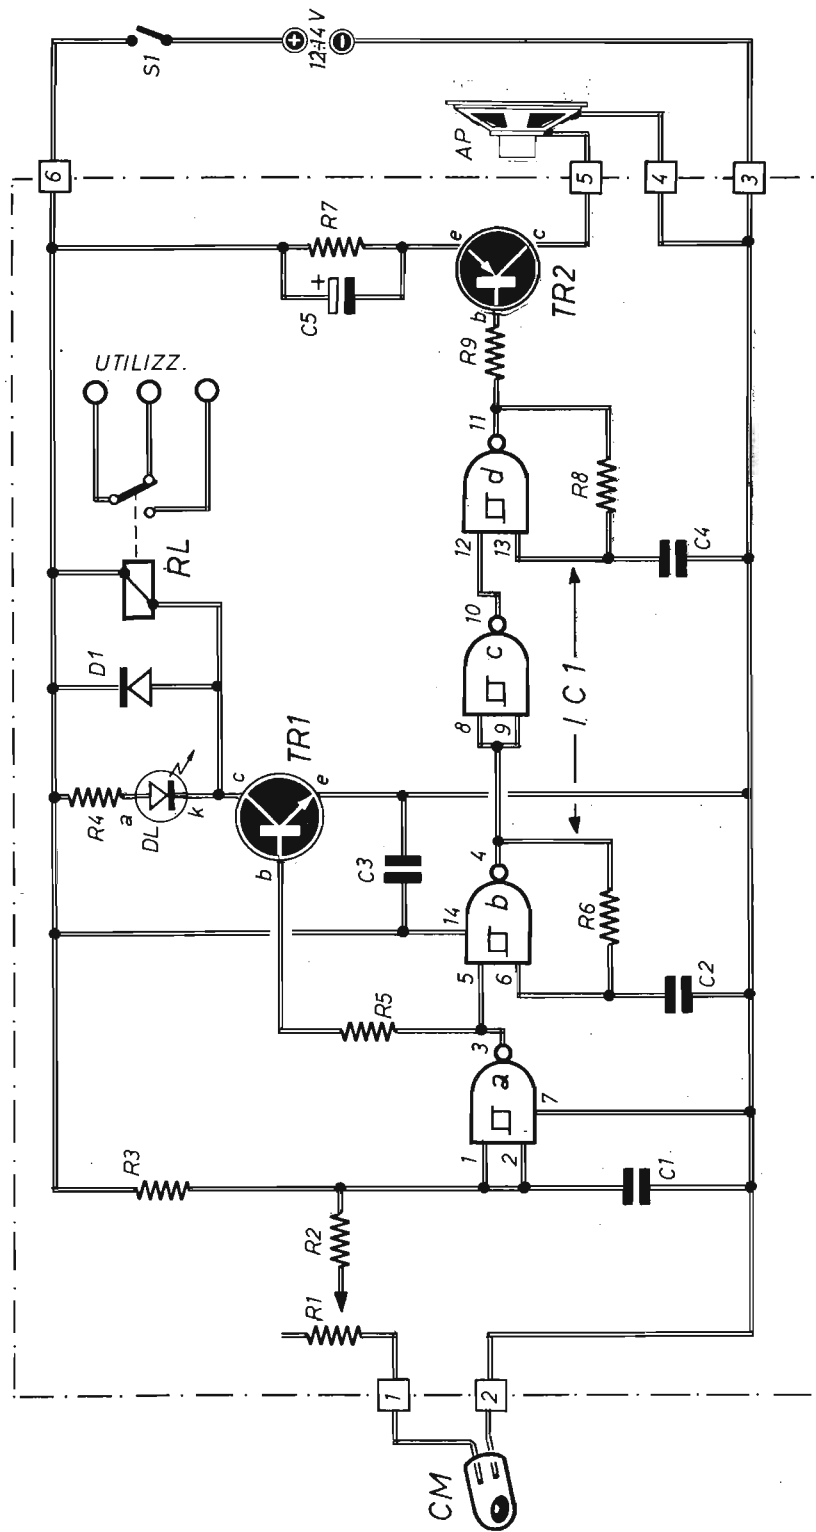 CM
1
2
R1
R2
R3
C1
1
2
a
3
7
R5
5
6
b
4
14
R6
C2
C3
R4
a
DL
k
b
c
e
TR1
D1
RL
UTILIZZ.
8
9
c
10
I.C1
12
13
d
11
R8
C4
R9
b
e
c
TR2
C5
+
R7
AP
6
5
4
3
S1
+
12÷14V
-